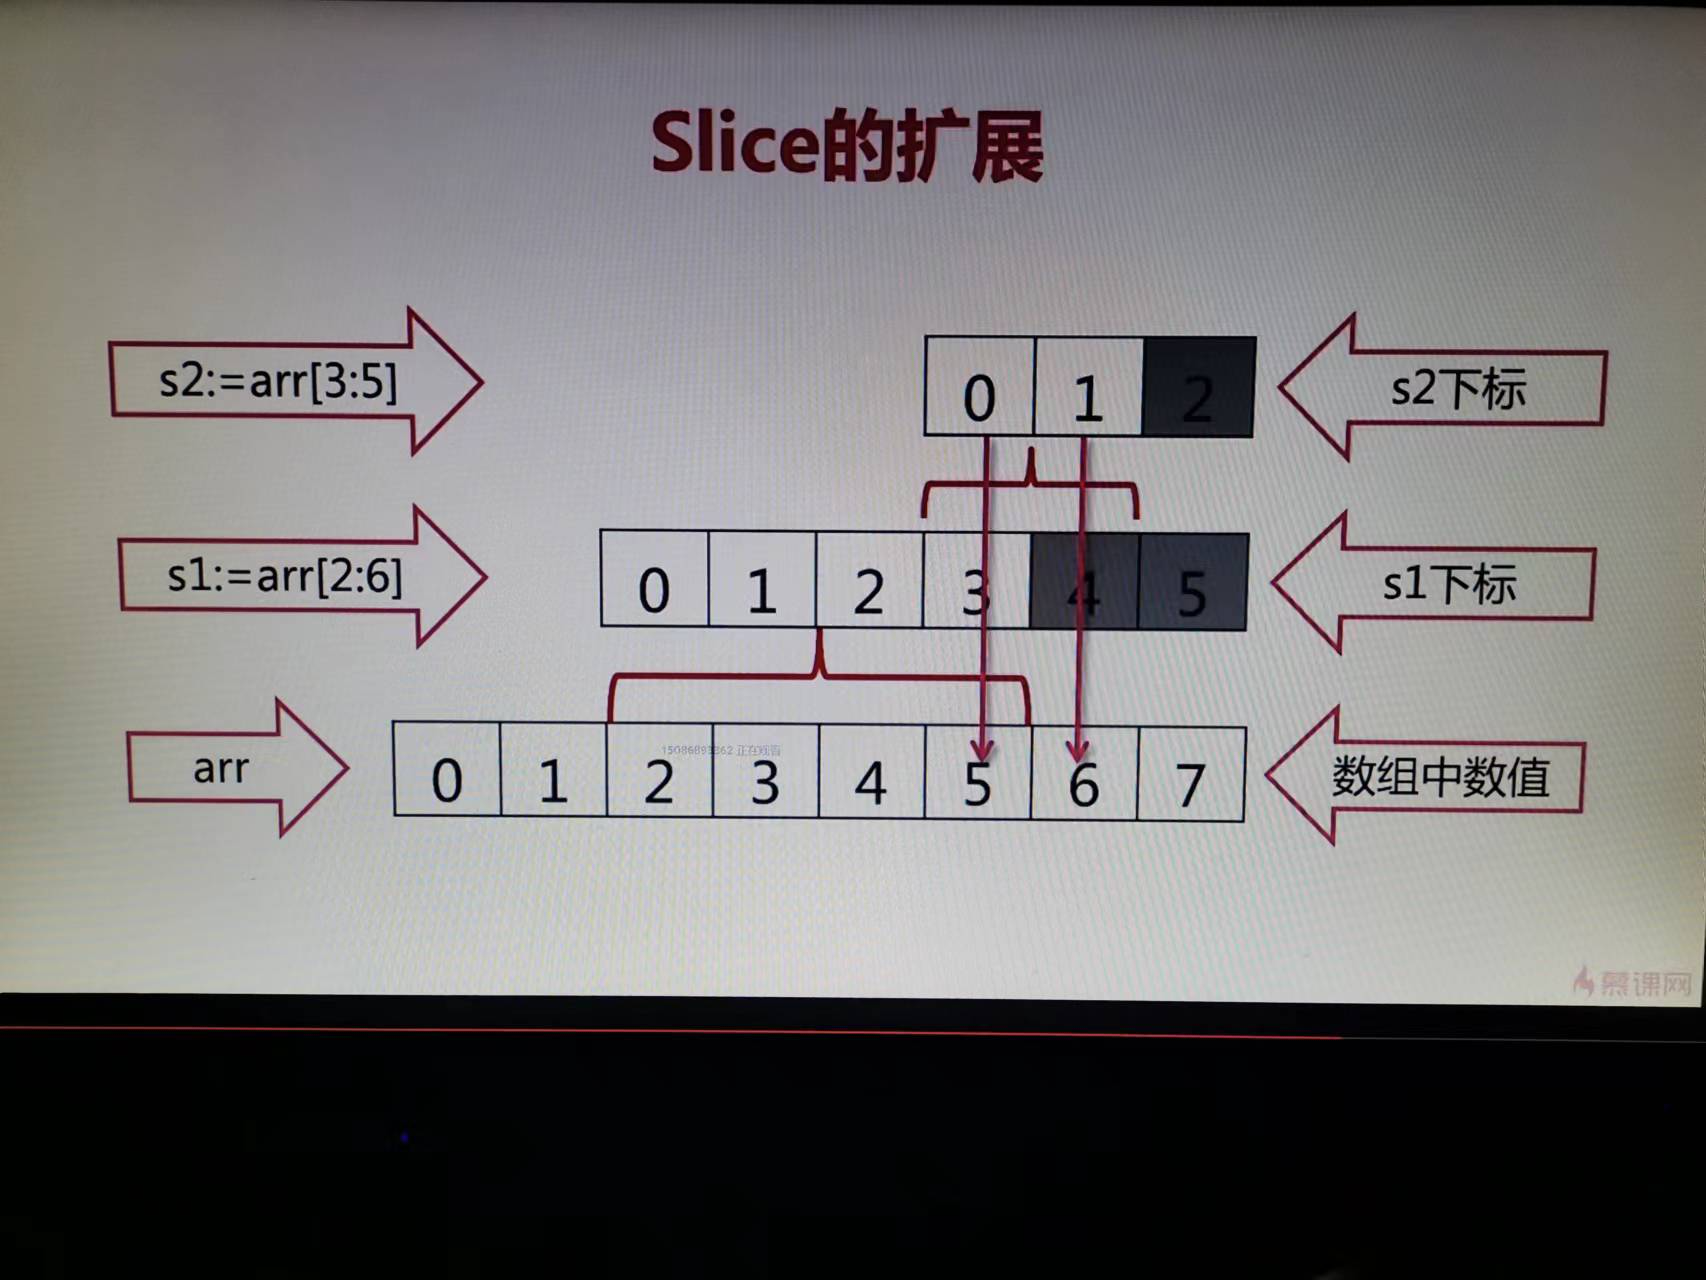 Slice的扩展
s2:=arr[3:5]
0 1 2
s2下标
s1:=arr[2:6]
0 1 2 3 4 5
s1下标
arr
0 1 2 3 4 5 6 7
数组中数值
正在观看
慕课网